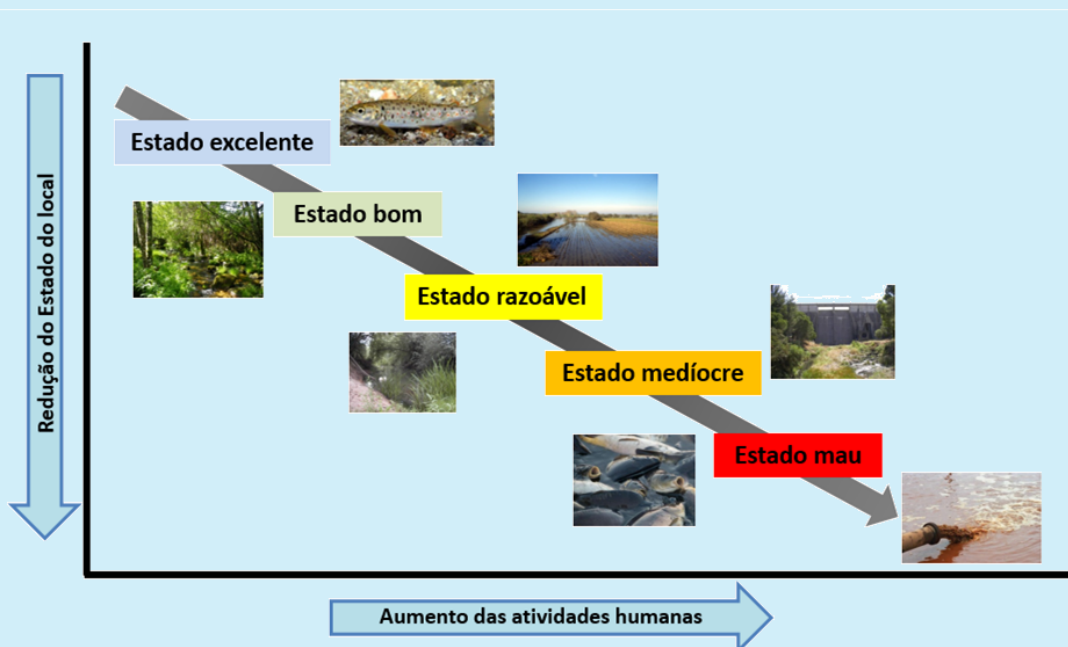 Estado excelente
Estado bom
Estado razoável
Estado medíocre
Estado mau
Redução do Estado do local
Aumento das atividades humanas